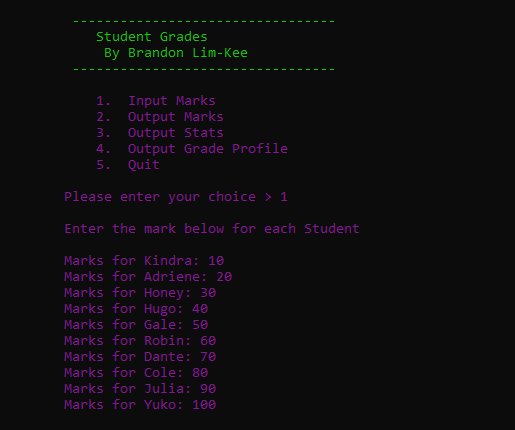 ---------------------------------
Student Grades
By Brandon Lim-Kee
---------------------------------
1. Input Marks
2. Output Marks
3. Output Stats
4. Output Grade Profile
5. Quit
Please enter your choice > 1
Enter the mark below for each Student
Marks for Kindra: 10
Marks for Adriene: 20
Marks for Honey: 30
Marks for Hugo: 40
Marks for Gale: 50
Marks for Robin: 60
Marks for Dante: 70
Marks for Cole: 80
Marks for Julia: 90
Marks for Yuko: 100